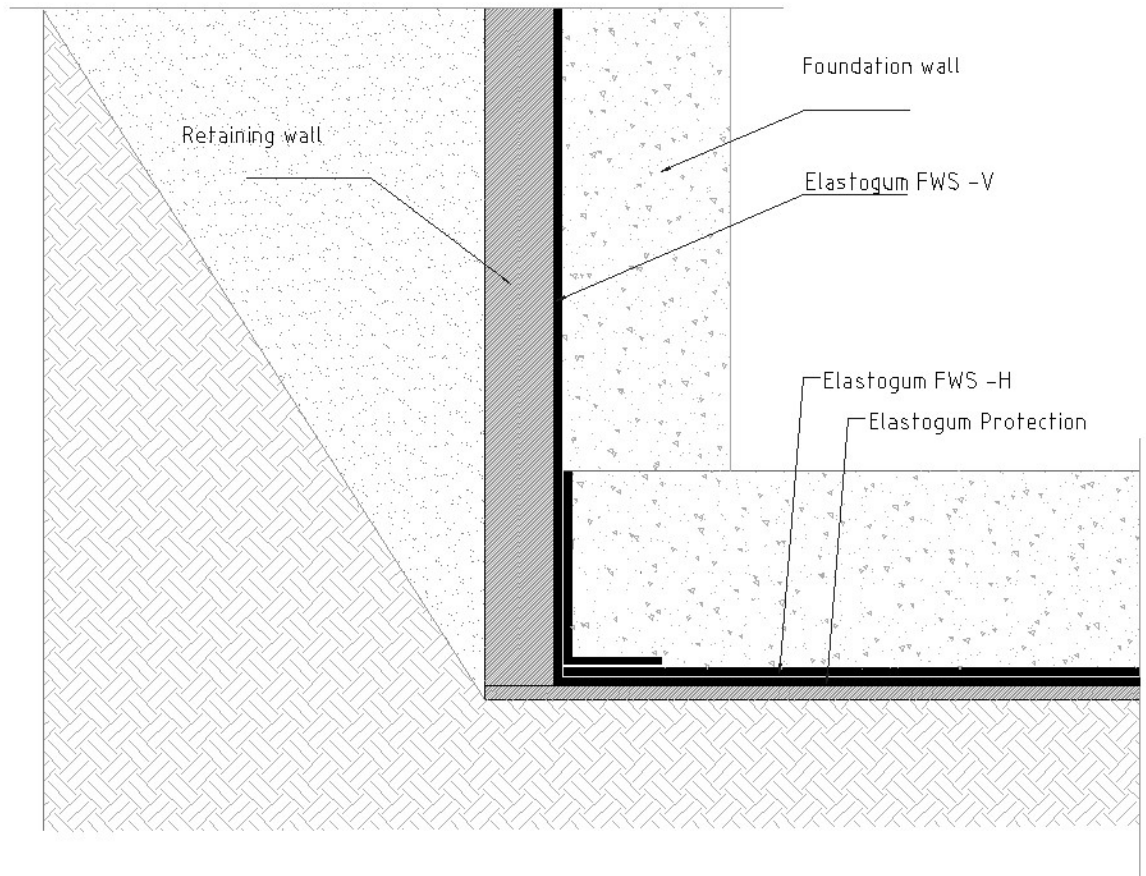 Foundation wall
Retaining wall
Elastogum FWS -V
Elastogum FWS -H
Elastogum Protection